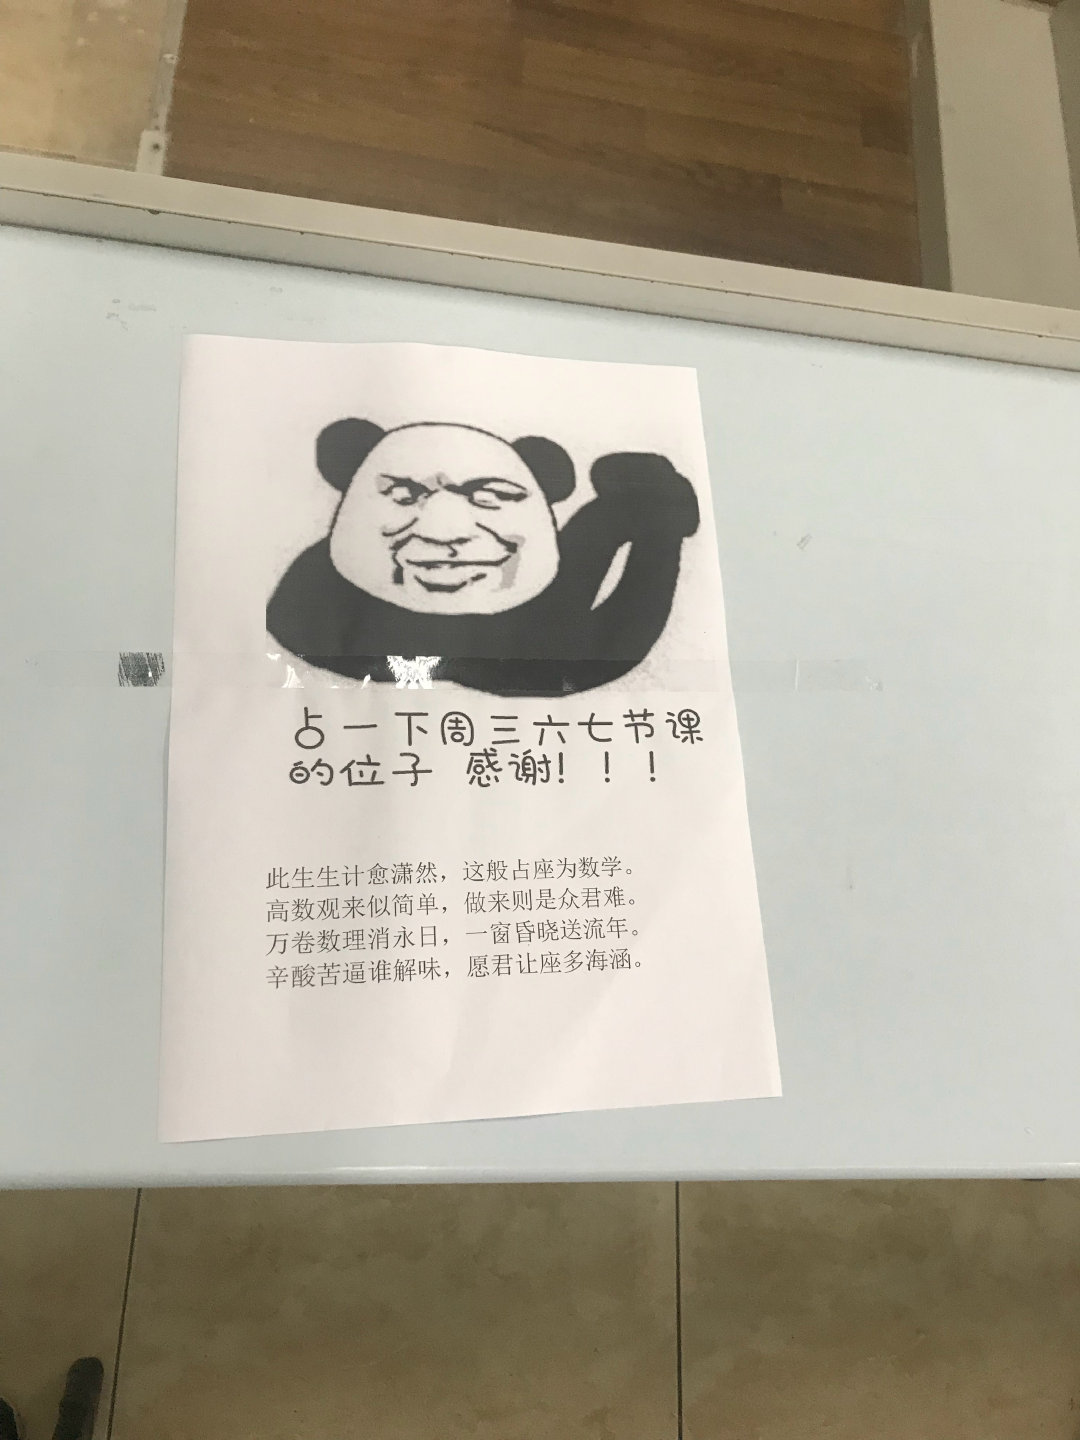 占一下周三六七节课
的位子 感谢！！！
此生生计愈潇然，这般占座为数学。
高数观来似简单，做来则是众君难。
万卷数理消永日，一窗昏晓送流年。
辛酸苦逼谁解味，愿君让座多海涵。